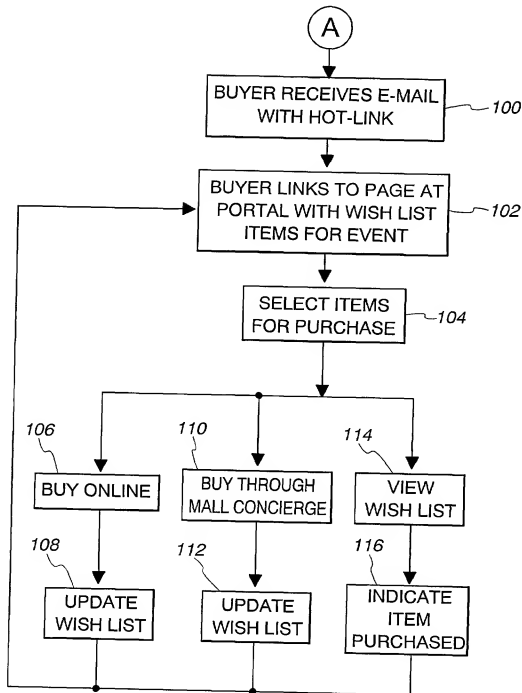 A
BUYER RECEIVES E-MAIL
WITH HOT-LINK
100
BUYER LINKS TO PAGE AT
PORTAL WITH WISH LIST
ITEMS FOR EVENT
102
SELECT ITEMS
FOR PURCHASE
104
106
BUY ONLINE
110
BUY THROUGH
MALL CONCIERGE
114
VIEW
WISH LIST
108
UPDATE
WISH LIST
112
UPDATE
WISH LIST
116
INDICATE
ITEM
PURCHASED